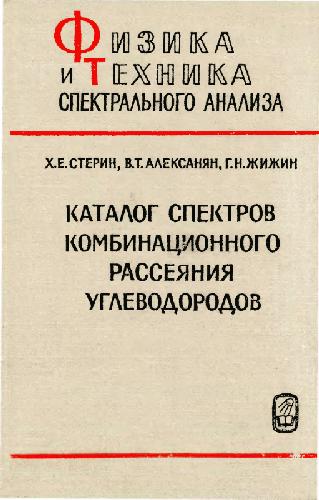 ФИЗИКА
И ТЕХНИКА
СПЕКТРАЛЬНОГО АНАЛИЗА
Х.Е.СТЕРИН, В.Т.АЛЕКСАНЯН, Г.Н.ЖИЖИН
КАТАЛОГ СПЕКТРОВ
КОМБИНАЦИОННОГО
РАССЕЯНИЯ
УГЛЕВОДОРОДОВ